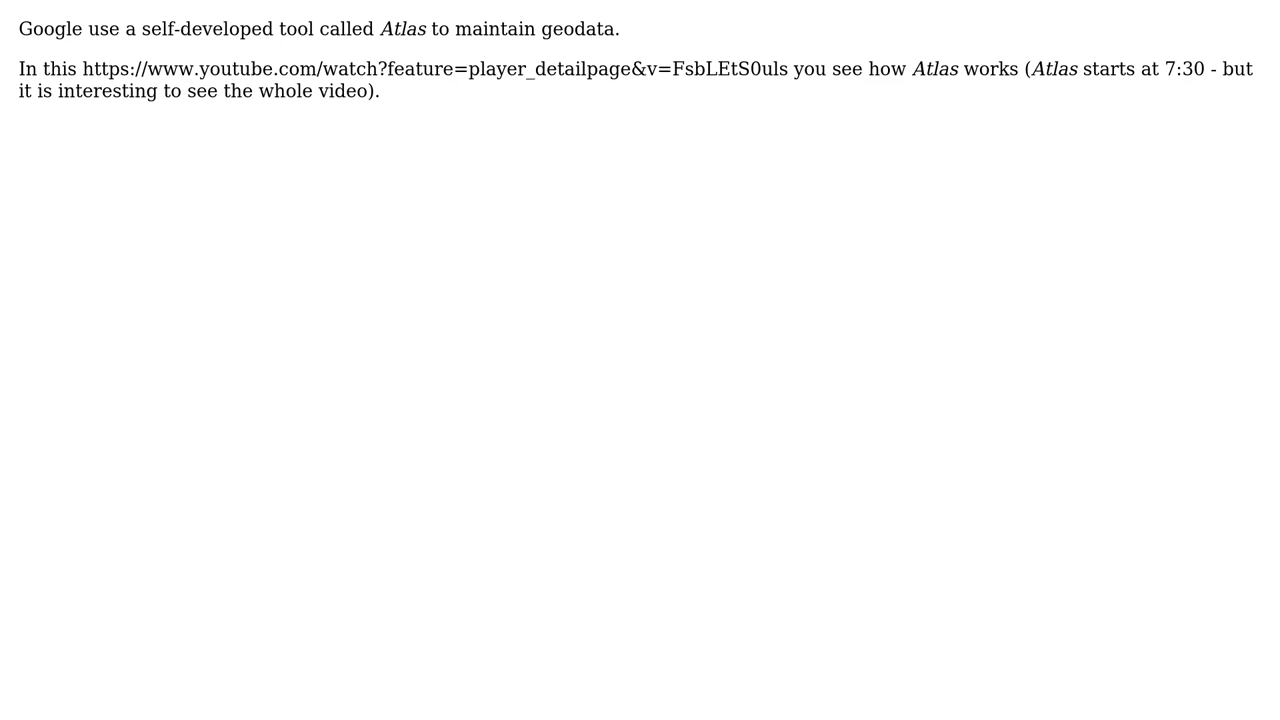 Google use a self-developed tool called Atlas to maintain geodata.
In this https://www.youtube.com/watch?feature=player_detailpage&v=FsbLEtS0uls you see how Atlas works (Atlas starts at 7:30 - but
it is interesting to see the whole video).